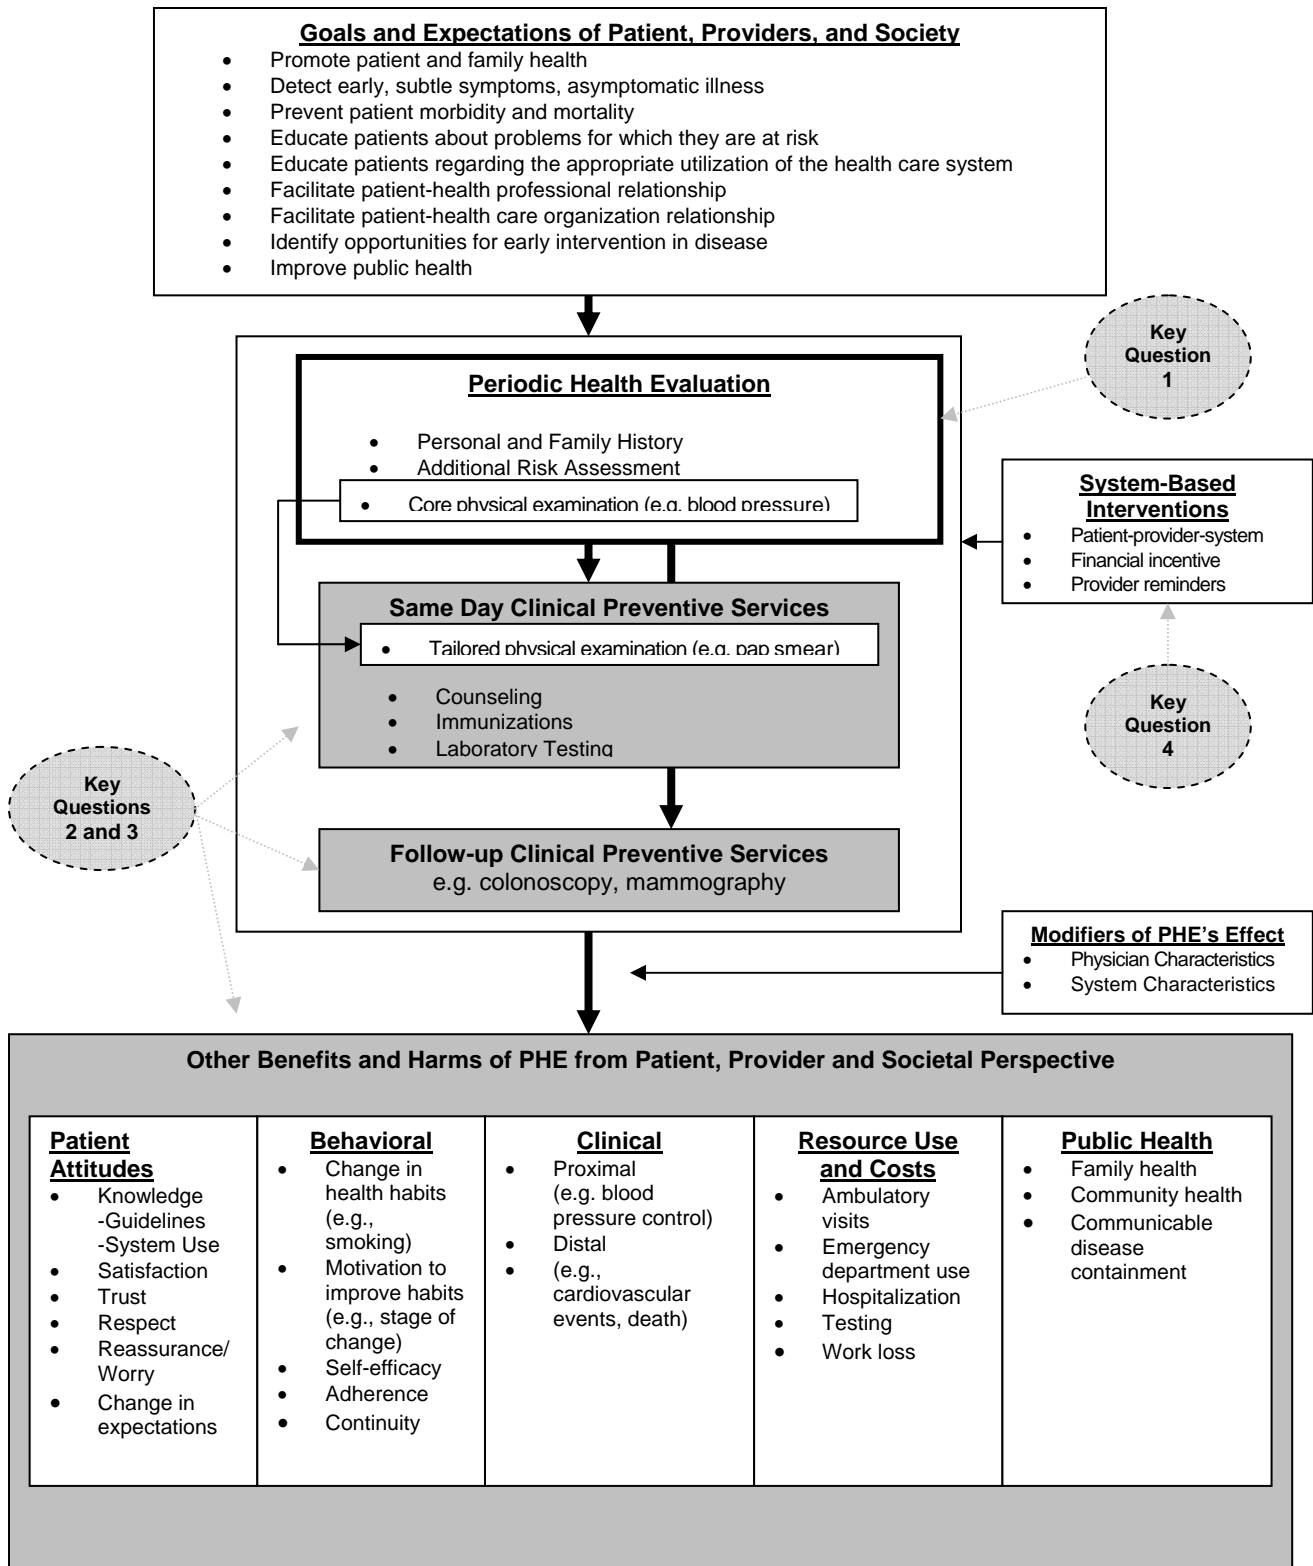 Goals and Expectations of Patient, Providers, and Society
• Promote patient and family health
• Detect early, subtle symptoms, asymptomatic illness
• Prevent patient morbidity and mortality
• Educate patients about problems for which they are at risk
• Educate patients regarding the appropriate utilization of the health care system
• Facilitate patient-health professional relationship
• Facilitate patient-health care organization relationship
• Identify opportunities for early intervention in disease
• Improve public health
Key
Question
1
Periodic Health Evaluation
• Personal and Family History
• Additional Risk Assessment
• Core physical examination (e.g. blood pressure)
System-Based
Interventions
• Patient-provider-system
• Financial incentive
• Provider reminders
Same Day Clinical Preventive Services
• Tailored physical examination (e.g. pap smear)
• Counseling
• Immunizations
• Laboratory Testing
Key
Question
4
Key
Questions
2 and 3
Follow-up Clinical Preventive Services
e.g. colonoscopy, mammography
Modifiers of PHE's Effect
• Physician Characteristics
• System Characteristics
Other Benefits and Harms of PHE from Patient, Provider and Societal Perspective
Patient
Attitudes
• Knowledge
-Guidelines
-System Use
• Satisfaction
• Trust
• Respect
• Reassurance/
Worry
• Change in
expectations
Behavioral
• Change in
health habits
(e.g.,
smoking)
• Motivation to
improve habits
(e.g., stage of
change)
• Self-efficacy
• Adherence
• Continuity
Clinical
• Proximal
(e.g. blood
pressure control)
• Distal
• (e.g.,
cardiovascular
events, death)
Resource Use
and Costs
• Ambulatory
visits
• Emergency
department use
• Hospitalization
• Testing
• Work loss
Public Health
• Family health
• Community health
• Communicable
disease
containment